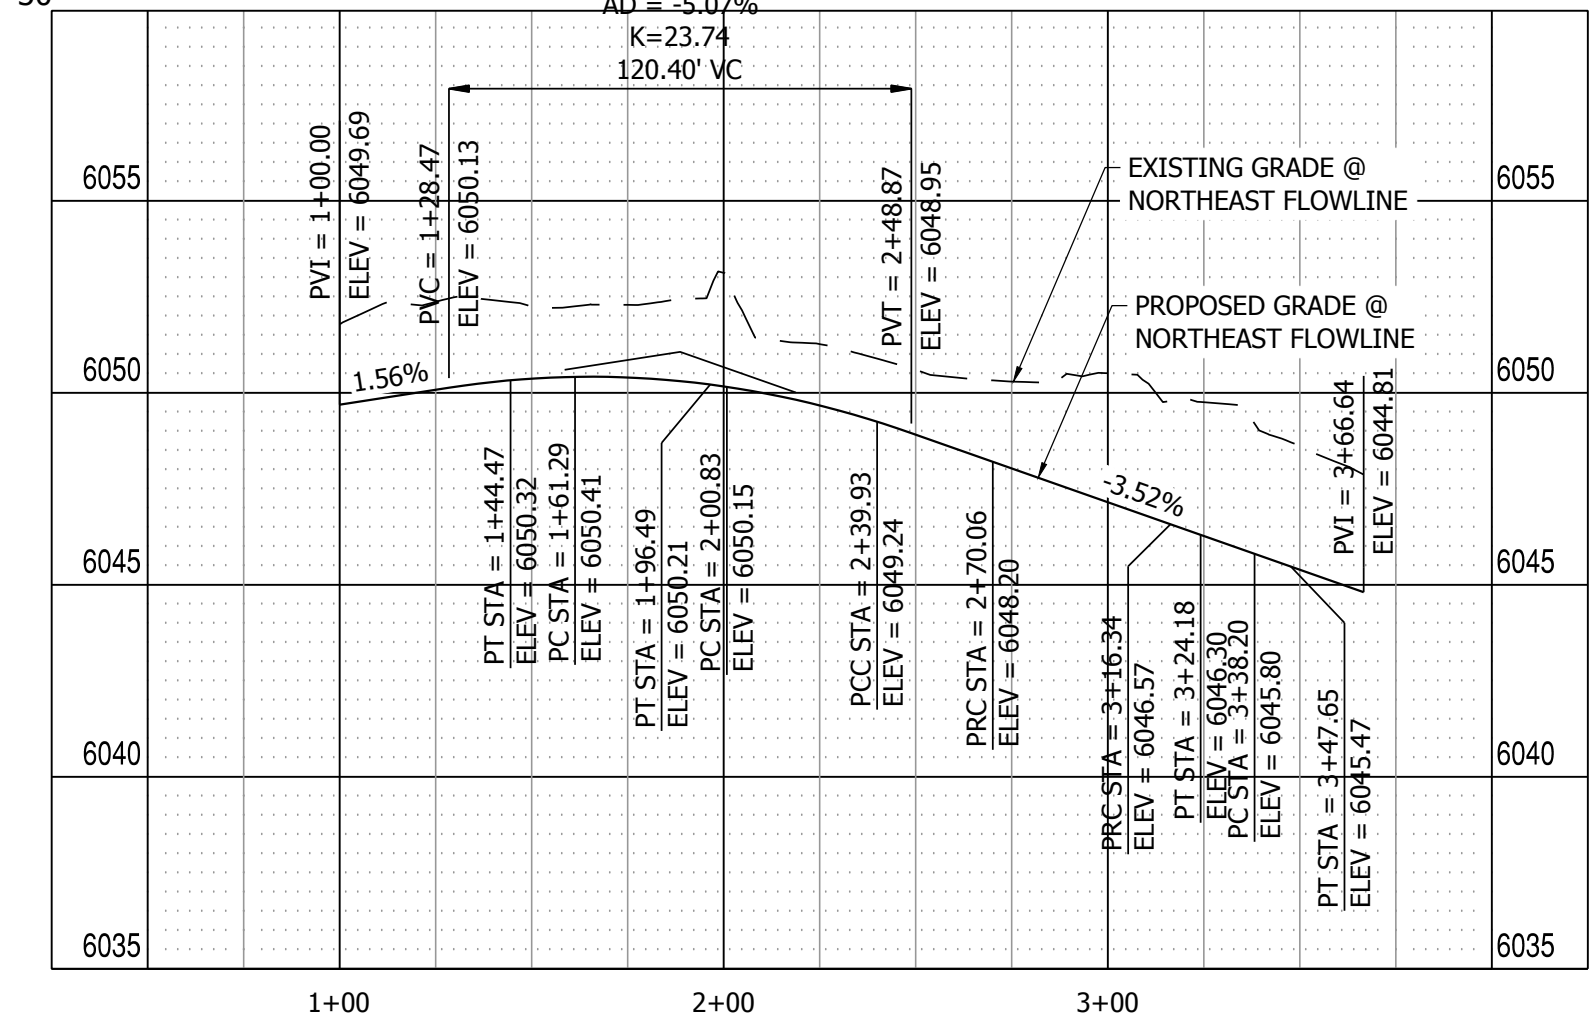 AD = -5.07%
K=23.74
120.40' VC
PVI = 1+00.00
ELEV = 6049.69
PVC = 1+28.47
ELEV = 6050.13
PVT = 2+48.87
ELEV = 6048.95
EXISTING GRADE @
NORTHEAST FLOWLINE
PROPOSED GRADE @
NORTHEAST FLOWLINE
6055
6055
6050
6050
1.56%
-3.52%
PVI = 3+66.64
ELEV = 6044.81
PT STA = 1+44.47
ELEV = 6050.32
PC STA = 1+61.29
ELEV = 6050.41
PT STA = 1+96.49
ELEV = 6050.21
PC STA = 2+00.83
ELEV = 6050.15
PCC STA = 2+39.93
ELEV = 6049.24
PRC STA = 2+70.06
ELEV = 6048.20
PRC STA = 3+16.34
ELEV = 6046.57
PT STA = 3+24.18
ELEV = 6046.30
PC STA = 3+38.20
ELEV = 6045.80
PT STA = 3+47.65
ELEV = 6045.47
6045
6045
6040
6040
6035
6035
1+00
2+00
3+00